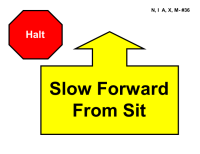 N, I A, X, M- #36
Halt
Slow Forward
From Sit